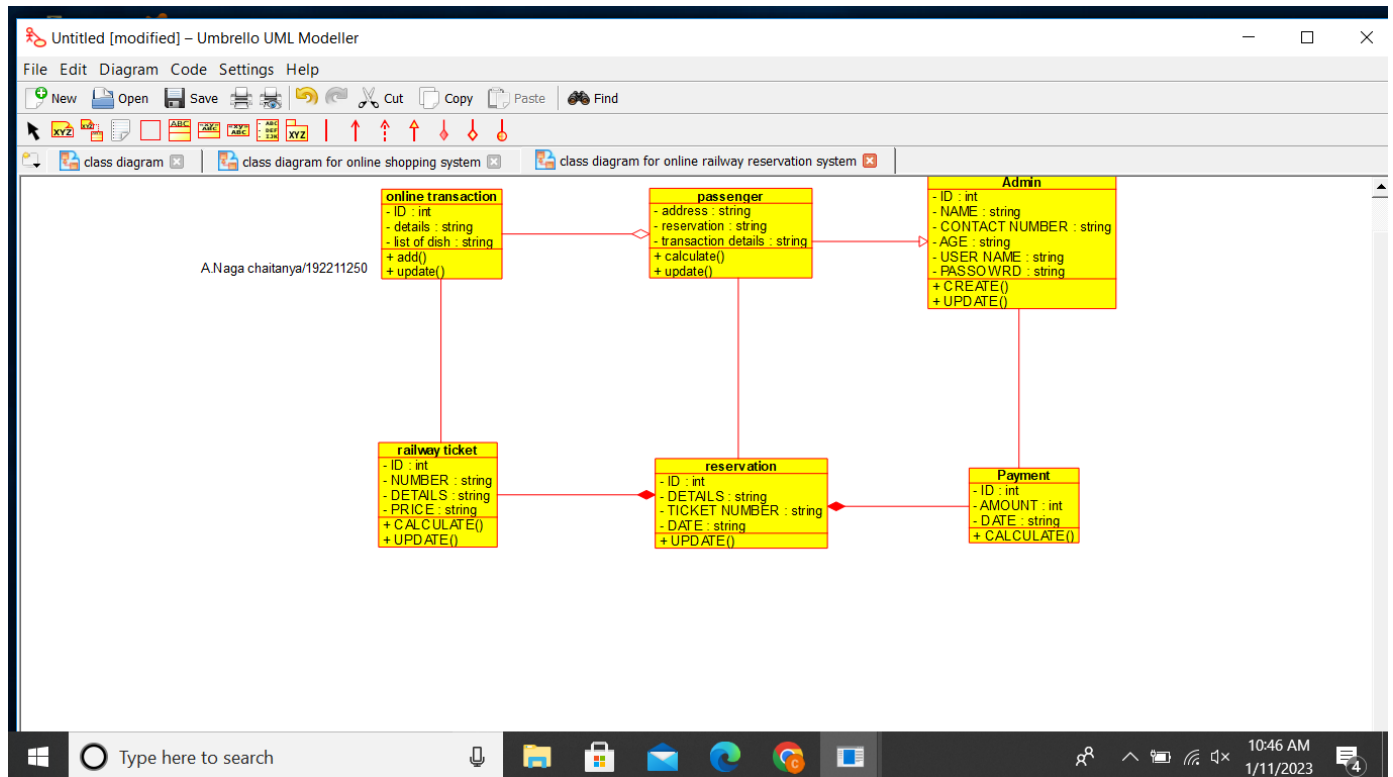 Untitled [modified] – Umbrello UML Modeller
File Edit Diagram Code Settings Help
New Open Save Cut Copy Paste Find
class diagram
class diagram for online shopping system
class diagram for online railway reservation system
online transaction
- ID : int
- details : string
- list of dish : string
+ add()
+ update()
passenger
- address : string
- reservation : string
- transaction details : string
+ calculate()
+ update()
Admin
- ID : int
- NAME : string
- CONTACT NUMBER : string
- AGE : string
- USER NAME : string
- PASSOWRD : string
+ CREATE()
+ UPDATE()
A.Naga chaitanya/192211250
railway ticket
- ID : int
- NUMBER : string
- DETAILS : string
- PRICE : string
+ CALCULATE()
+ UPDATE()
reservation
- ID : int
- DETAILS : string
- TICKET NUMBER : string
- DATE : string
+ UPDATE()
Payment
- ID : int
- AMOUNT : int
- DATE : string
+ CALCULATE()
Type here to search
10:46 AM
1/11/2023
4